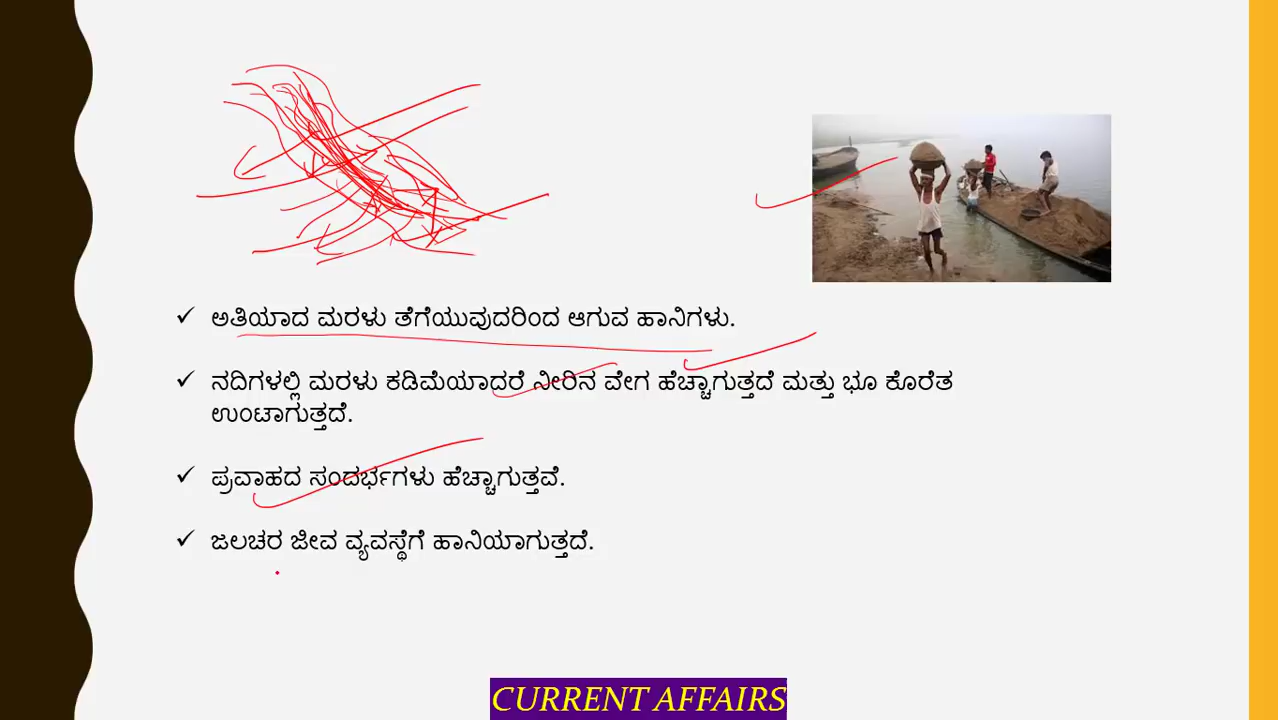 ಅತಿಯಾದ ಮರಳು ತೆಗೆಯುವುದರಿಂದ ಆಗುವ ಹಾನಿಗಳು.
ನದಿಗಳಲ್ಲಿ ಮರಳು ಕಡಿಮೆಯಾದರೆ ನೀರಿನ ವೇಗ ಹೆಚ್ಚಾಗುತ್ತದೆ ಮತ್ತು ಭೂ ಕೊರೆತ
ಉಂಟಾಗುತ್ತದೆ.
ಪ್ರವಾಹದ ಸಂದರ್ಭಗಳು ಹೆಚ್ಚಾಗುತ್ತವೆ.
ಜಲಚರ ಜೀವ ವ್ಯವಸ್ಥೆಗೆ ಹಾನಿಯಾಗುತ್ತದೆ.
CURRENT AFFAIRS